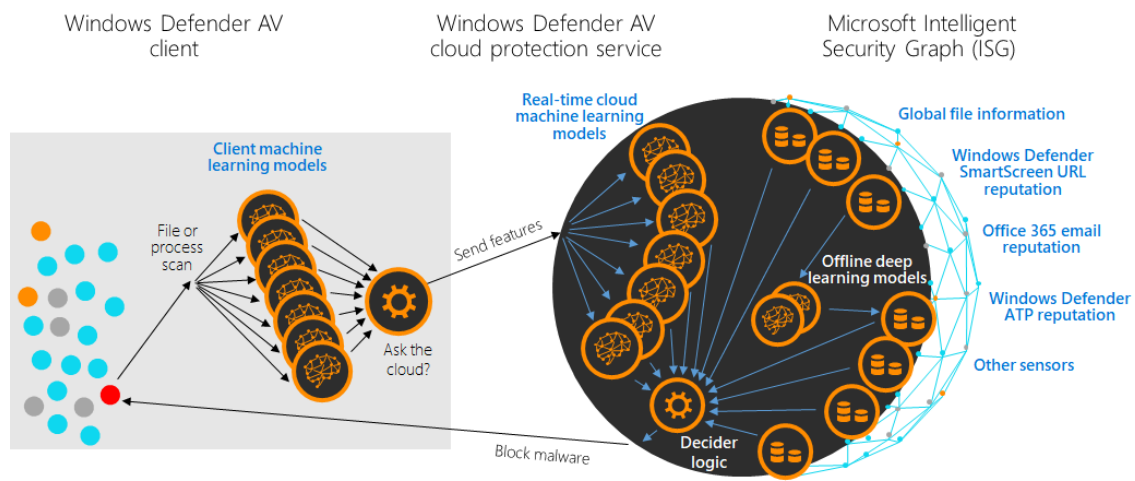 Windows Defender AV
client
Windows Defender AV
cloud protection service
Microsoft Intelligent
Security Graph (ISG)
Client machine
learning models
File or
process
scan
Ask the
cloud?
Send features
Real-time cloud
machine learning
models
Offline deep
learning models
Decider
logic
Block malware
Global file information
Windows Defender
SmartScreen URL
reputation
Office 365 email
reputation
Windows Defender
ATP reputation
Other sensors